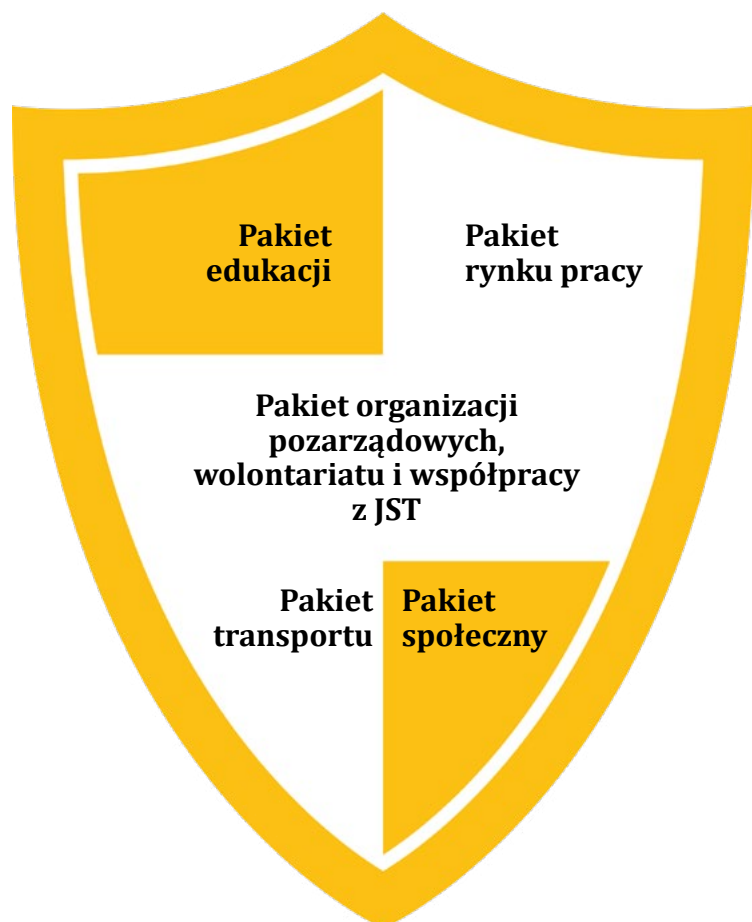 Pakiet
edukacji
Pakiet
rynku pracy
Pakiet organizacji
pozarządowych,
wolontariatu i współpracy
z JST
Pakiet
transportu
Pakiet
społeczny